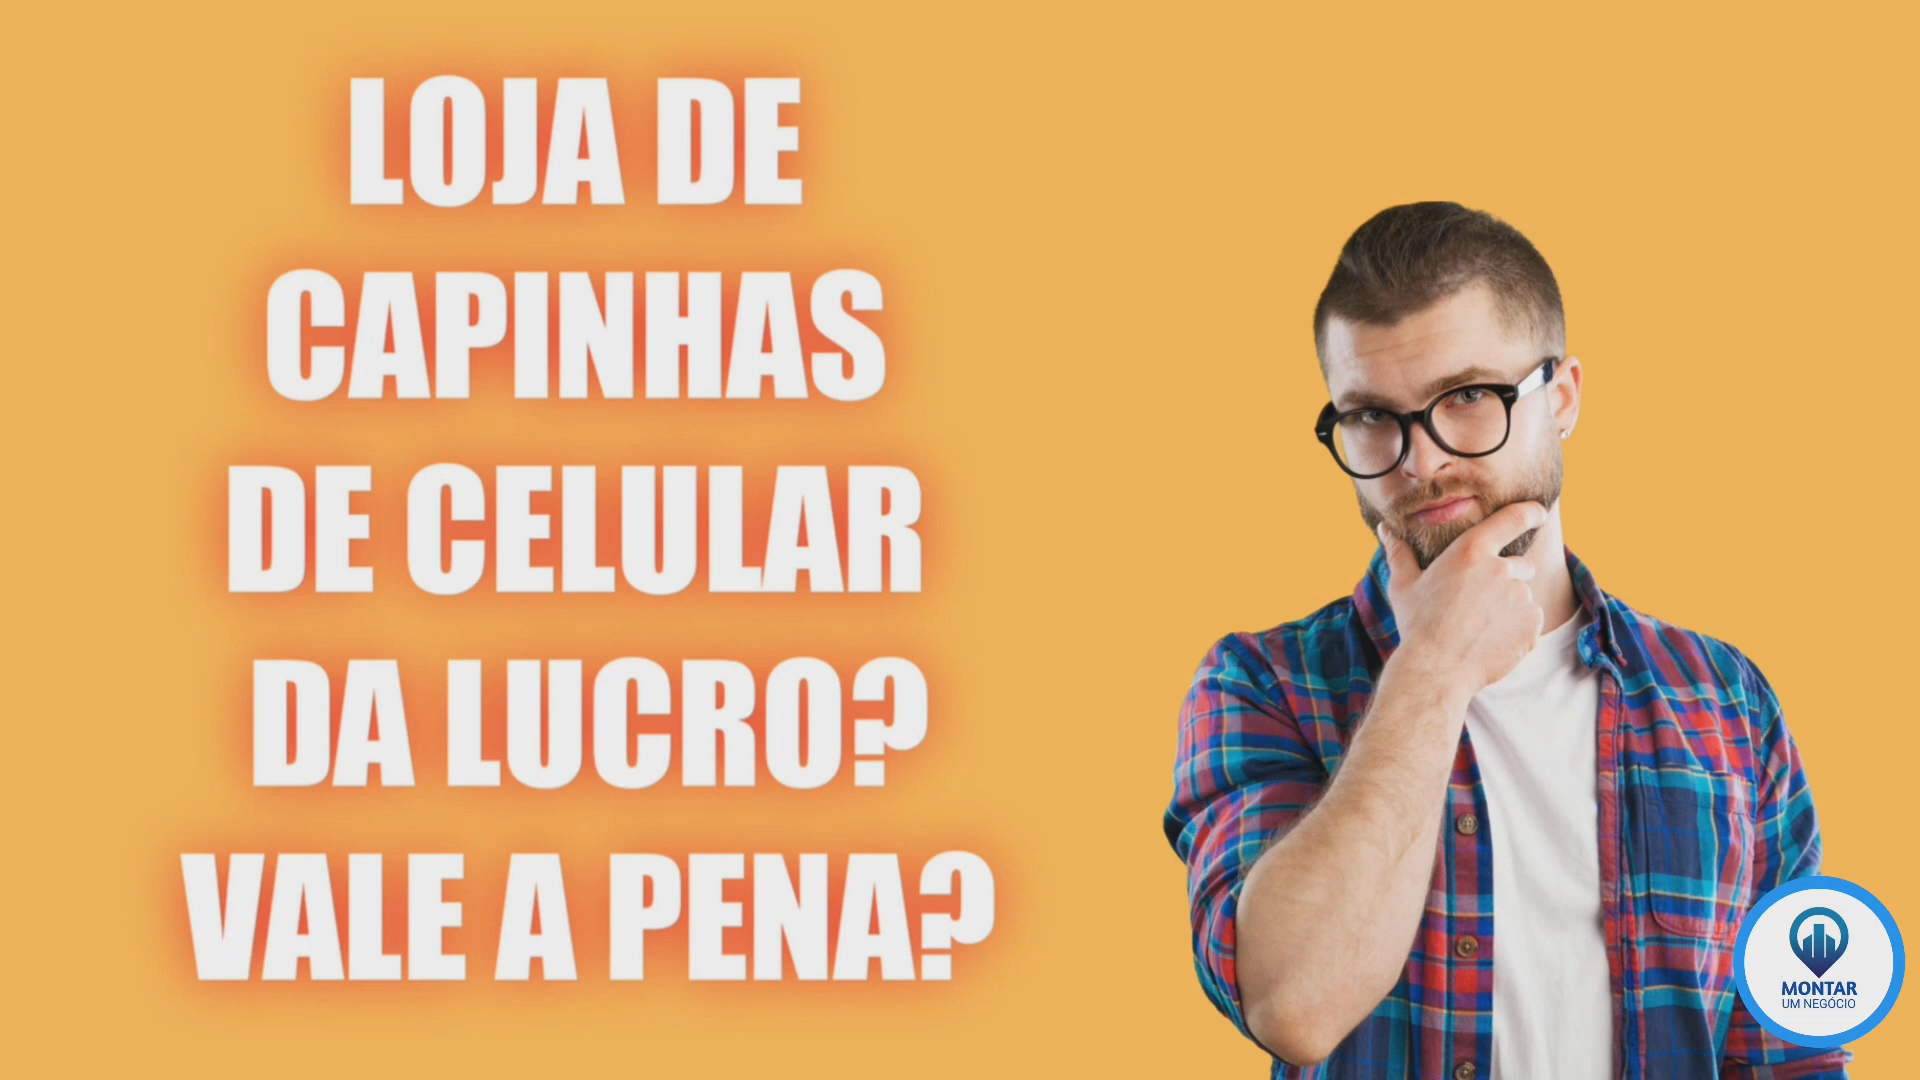 LOJA DE
CAPINHAS
DE CELULAR
DA LUCRO?
VALE A PENA?
MONTAR
UM NEGÓCIO